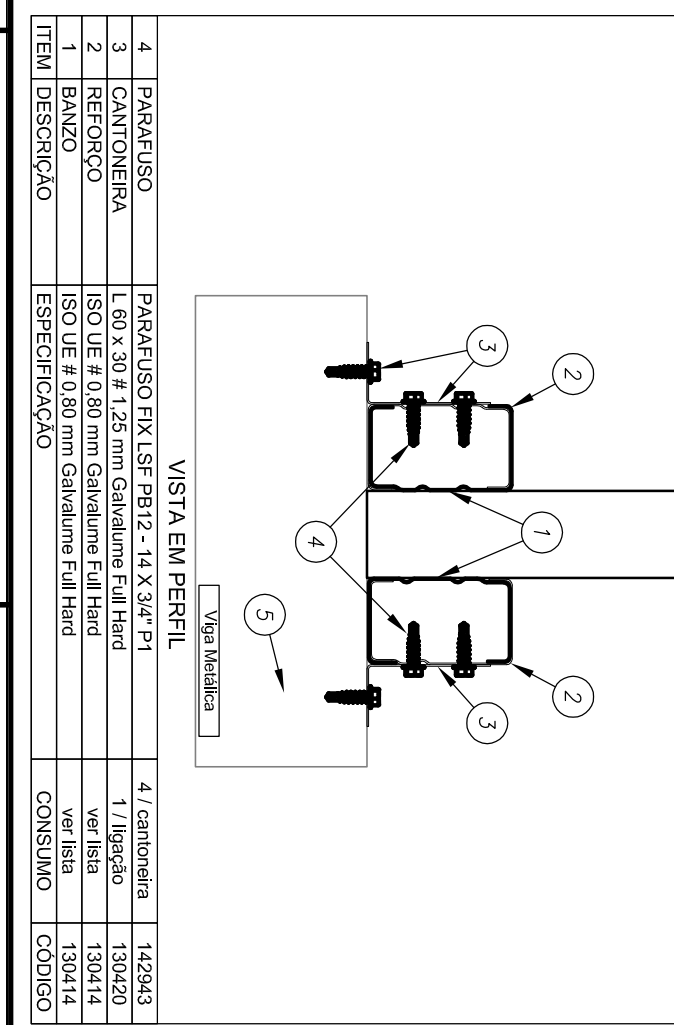 2 2
1
3 3
4
5
Viga Metálica
VISTA EM PERFIL
4 PARAFUSO PARAFUSO FIX LSF PB12 - 14 X 3/4" P1 4 / cantoneira 142943
3 CANTONEIRA L 60 x 30 # 1,25 mm Galvalume Full Hard 1 / ligação 130420
2 REFORÇO ISO UE # 0,80 mm Galvalume Full Hard ver lista 130414
1 BANZO ISO UE # 0,80 mm Galvalume Full Hard ver lista 130414
ITEM DESCRIÇÃO ESPECIFICAÇÃO CONSUMO CÓDIGO